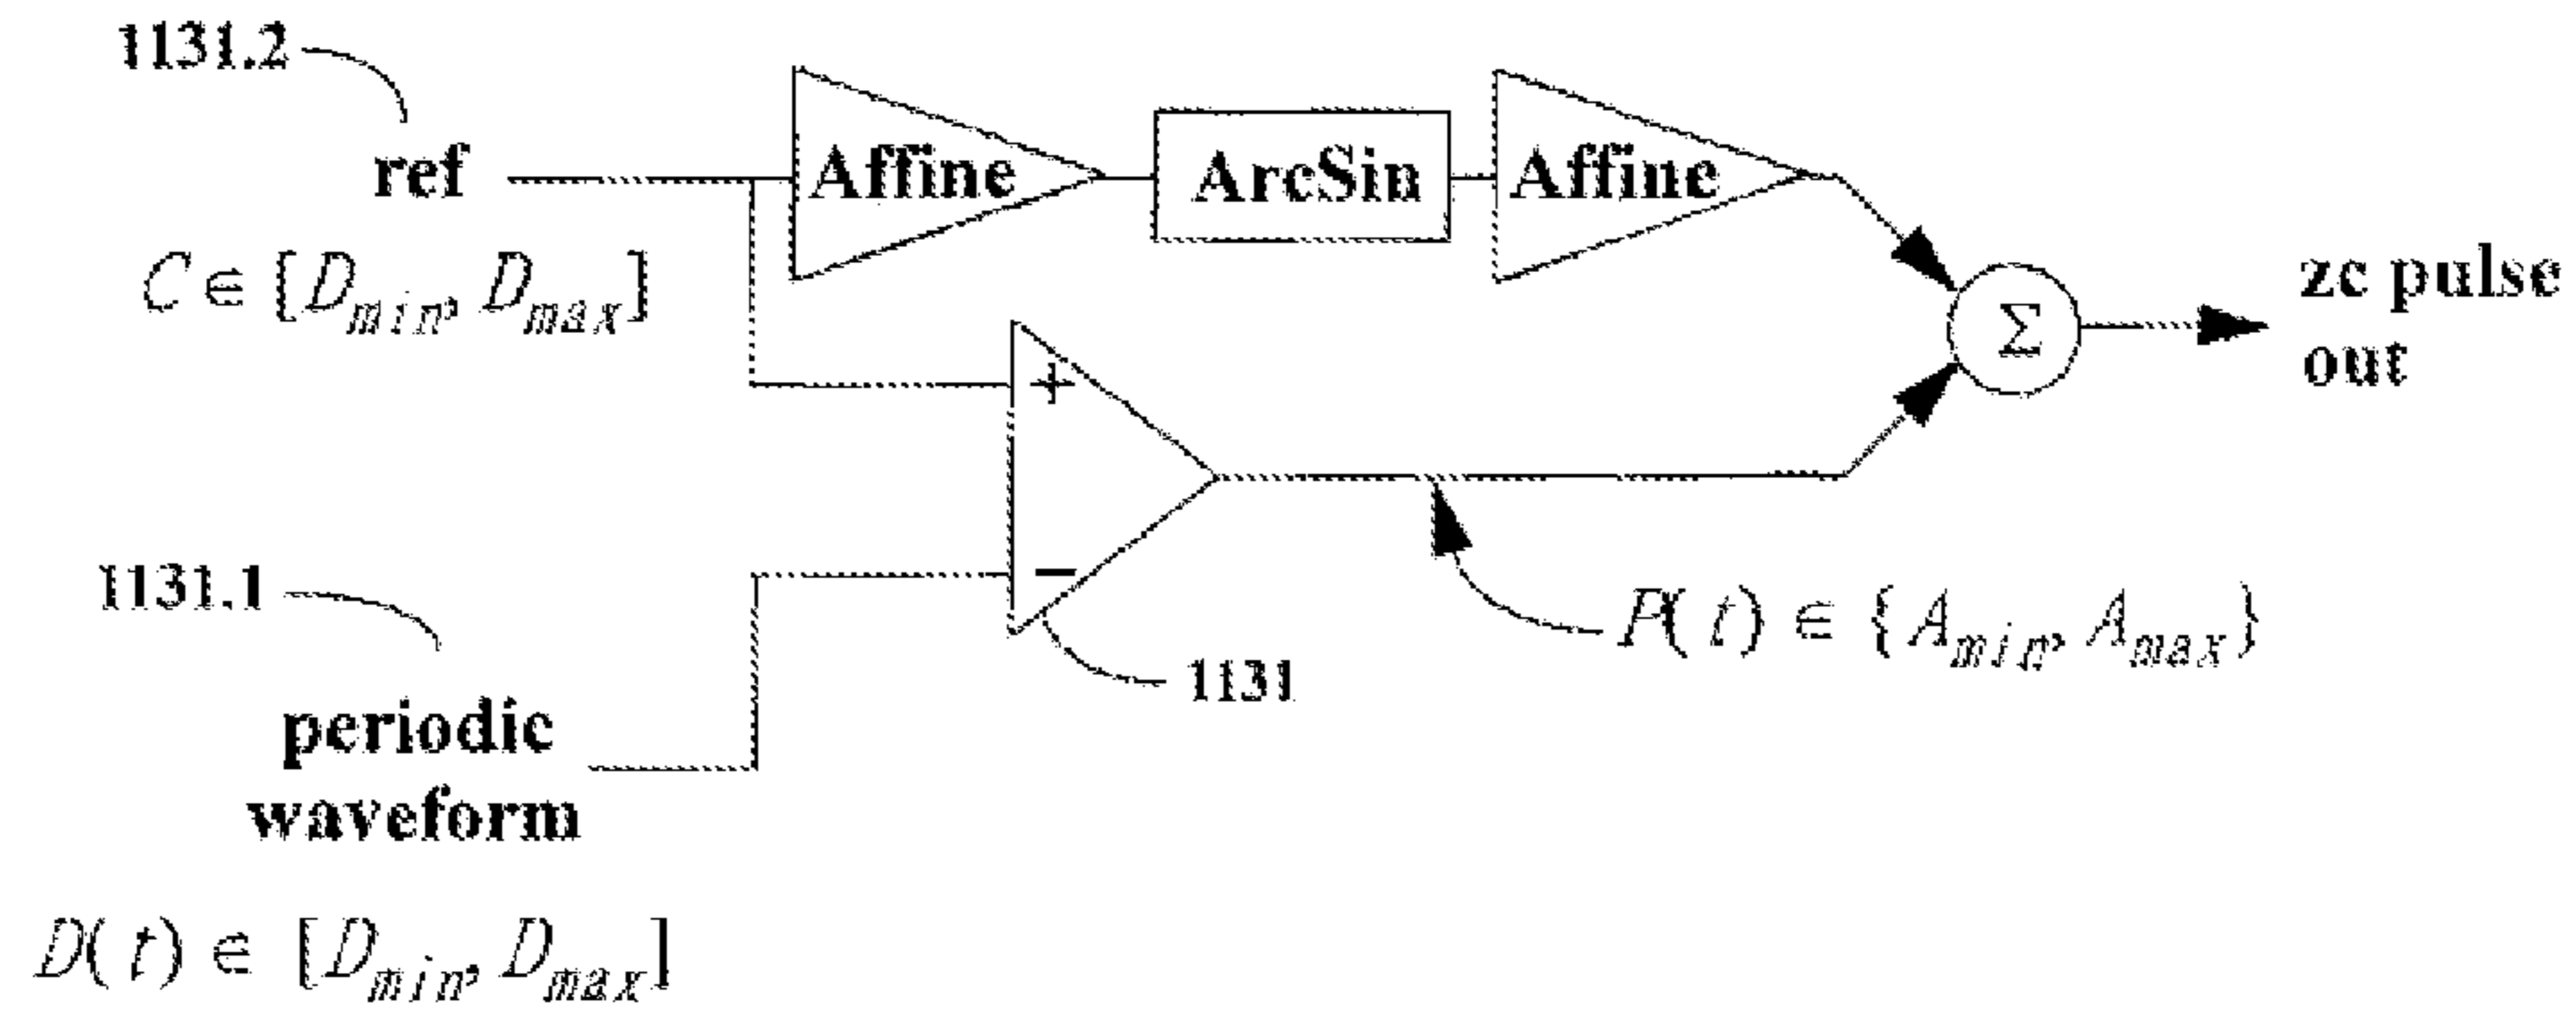 1131.2
ref
Affine
ArcSin
Affine
C ∈ [D_min, D_max]
zc pulse
out
Σ
+
−
1131.1
1131
P(t) ∈ {A_min, A_max}
periodic
waveform
D(t) ∈ [D_min, D_max]